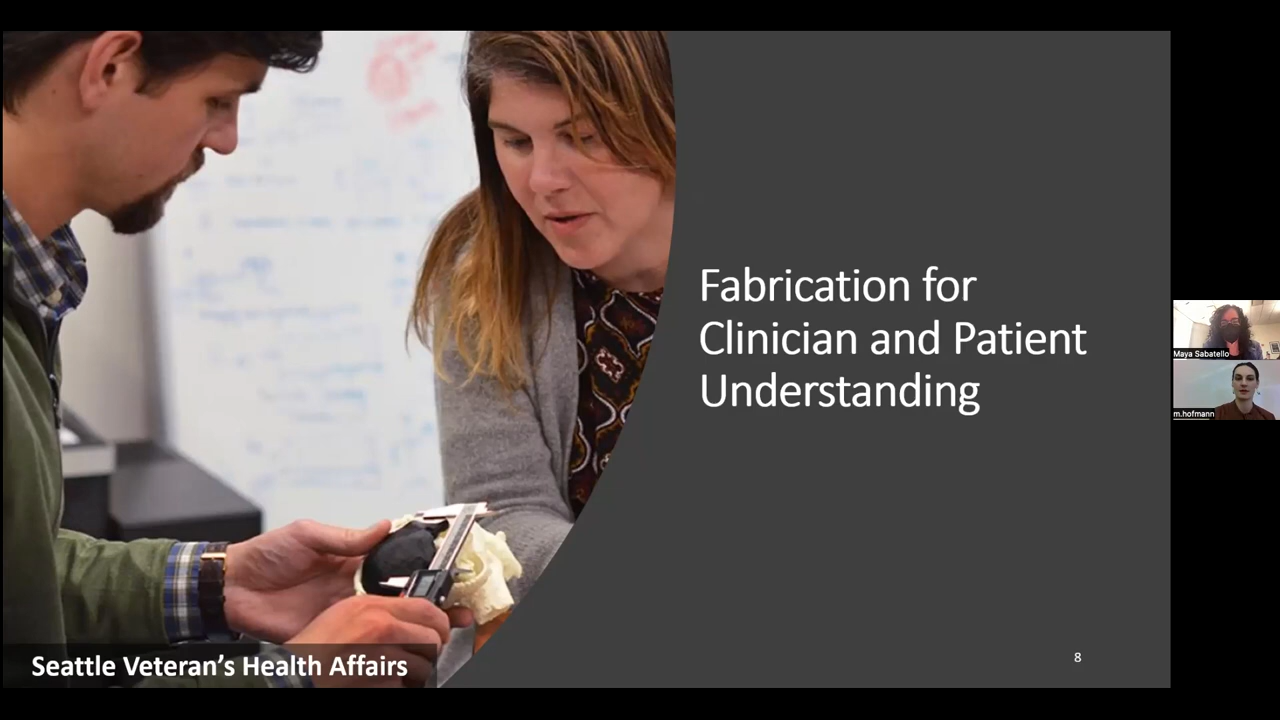 Fabrication for
Clinician and Patient
Understanding
Seattle Veteran's Health Affairs
8
Maya Sabatello
m.hofmann